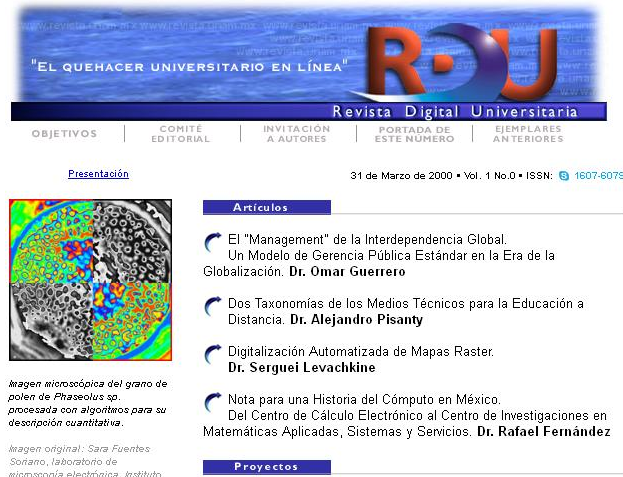 "EL QUEHACER UNIVERSITARIO EN LÍNEA"
R·DU
Revista Digital Universitaria
OBJETIVOS
COMITÉ
EDITORIAL
INVITACIÓN
A AUTORES
PORTADA DE
ESTE NÚMERO
EJEMPLARES
ANTERIORES
Presentación
31 de Marzo de 2000 • Vol. 1 No.0 • ISSN: 1607-6079
Artículos
El "Management" de la Interdependencia Global.
Un Modelo de Gerencia Pública Estándar en la Era de la
Globalización. Dr. Omar Guerrero
Dos Taxonomías de los Medios Técnicos para la Educación a
Distancia. Dr. Alejandro Pisanty
Digitalización Automatizada de Mapas Raster.
Dr. Serguei Levachkine
Nota para una Historia del Cómputo en México.
Del Centro de Cálculo Electrónico al Centro de Investigaciones en
Matemáticas Aplicadas, Sistemas y Servicios. Dr. Rafael Fernández
Proyectos
Imagen microscópica del grano de
polen de Phaseolus sp.
procesada con algoritmos para su
descripción cuantitativa.
Imagen original: Sara Fuentes
Soriano, laboratorio de
microscopía electrónica, Instituto